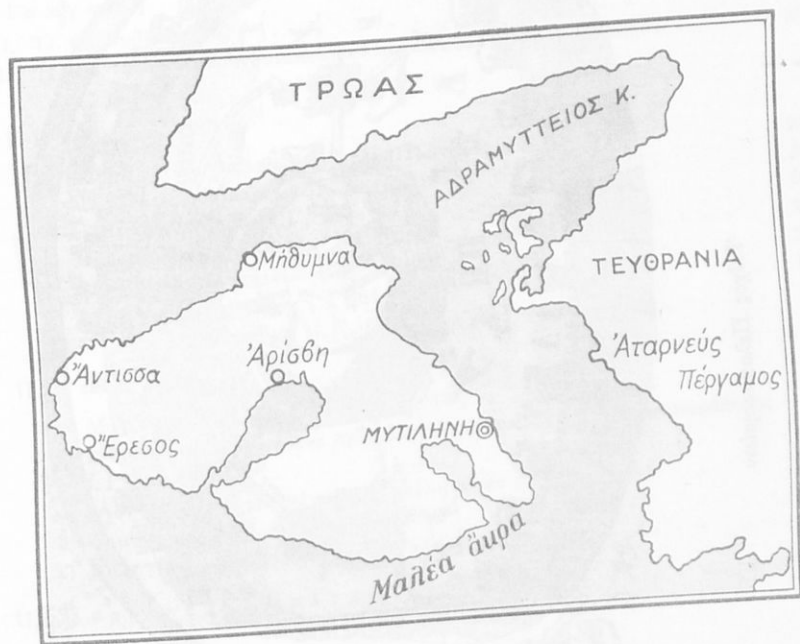 ΤΡΩΑΣ
ΑΔΡΑΜΥΤΤΕΙΟΣ Κ.
Μήθυμνα
ΤΕΥΘΡΑΝΙΑ
Ἄντισσα
Ἀρίσβη
Ἀταρνεύς
Πέργαμος
Ἔρεσος
ΜΥΤΙΛΗΝΗ
Μαλέα ἄκρα